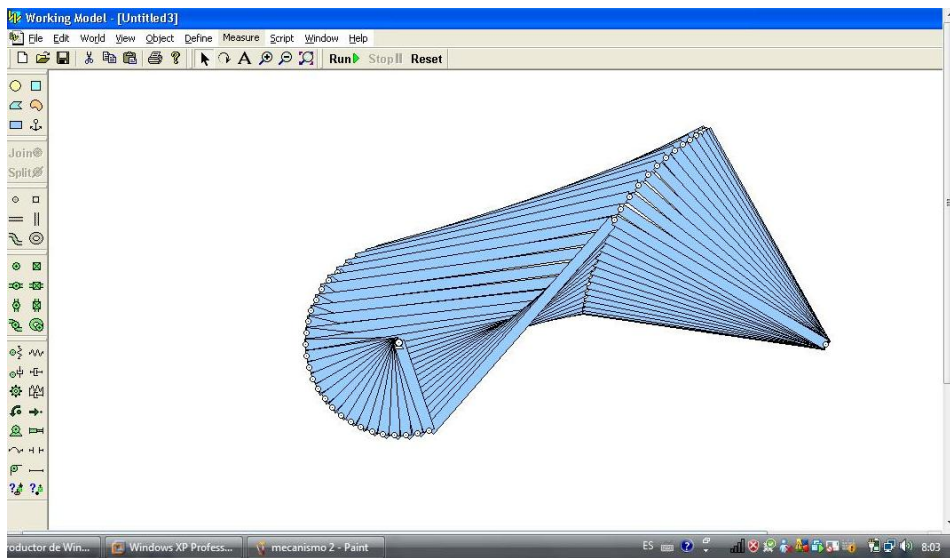 Working Model - [Untitled3]
File Edit World View Object Define Measure Script Window Help
A Run Stop Reset
Join
Split
roductor de Win... Windows XP Profess... mecanismo 2 - Paint ES 8:03